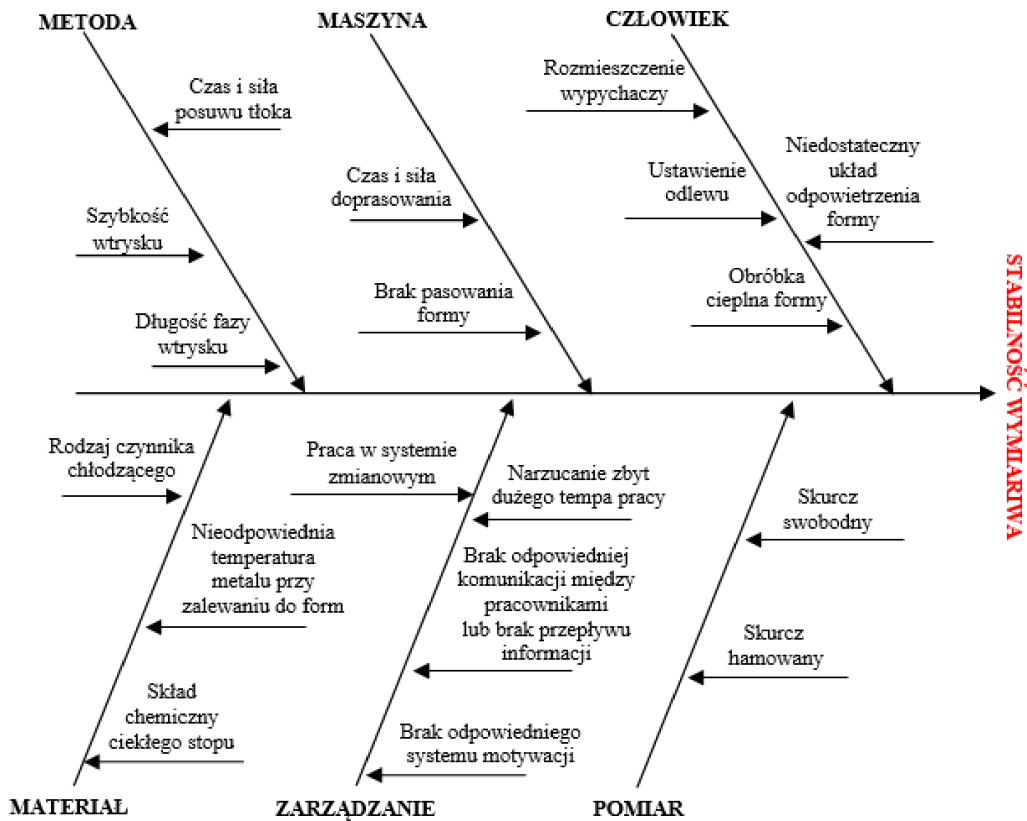 METODA
MASZYNA
CZŁOWIEK
Czas i siła
posuwu tłoka
Szybkość
wtrysku
Długość fazy
wtrysku
Czas i siła
doprasowania
Brak pasowania
formy
Rozmieszczenie
wypychaczy
Ustawienie
odlewu
Niedostateczny
układ
odpowietrzenia
formy
Obróbka
cieplna formy
STABILNOŚĆ WYMIARIWA
Rodzaj czynnika
chłodzącego
Nieodpowiednia
temperatura
metalu przy
zalewaniu do form
Skład
chemiczny
ciekłego stopu
Praca w systemie
zmianowym
Narzucanie zbyt
dużego tempa pracy
Brak odpowiedniej
komunikacji między
pracownikami
lub brak przepływu
informacji
Brak odpowiedniego
systemu motywacji
Skurcz
swobodny
Skurcz
hamowany
MATERIAŁ
ZARZĄDZANIE
POMIAR